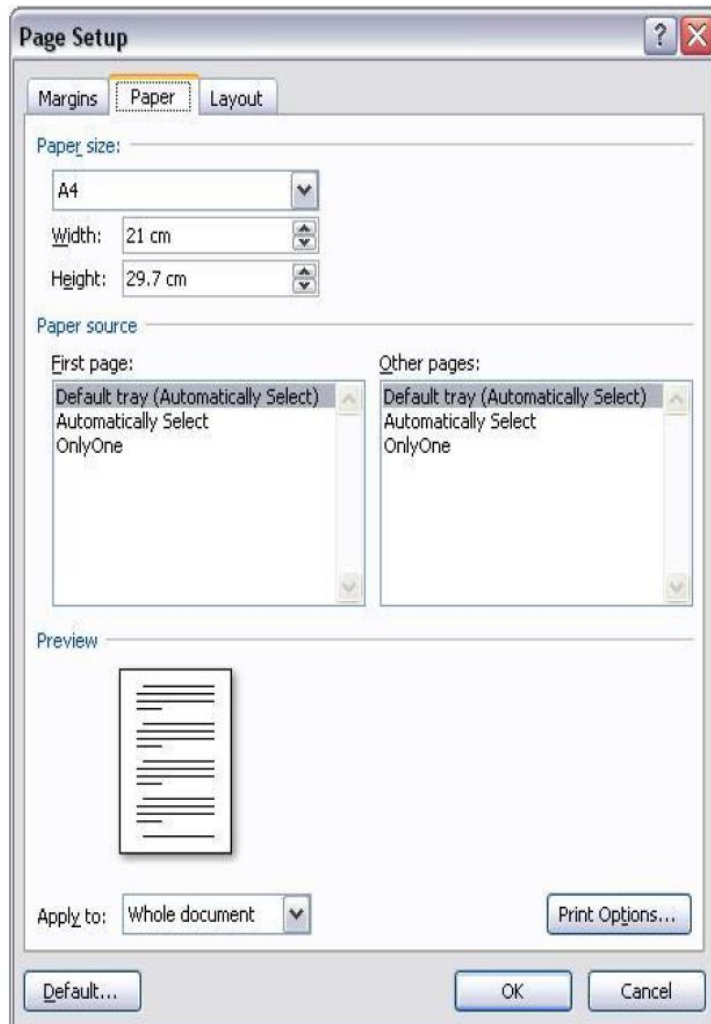 Page Setup
Margins Paper Layout
Paper size:
A4
Width: 21 cm
Height: 29.7 cm
Paper source
First page:
Default tray (Automatically Select)
Automatically Select
OnlyOne
Other pages:
Default tray (Automatically Select)
Automatically Select
OnlyOne
Preview
Apply to: Whole document
Print Options...
Default... OK Cancel